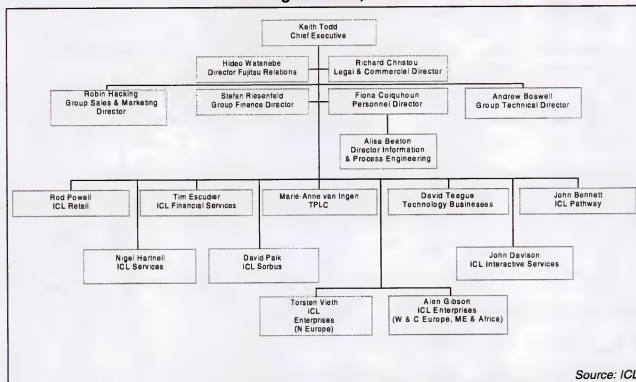 Keith Todd
Chief Executive
Hideo Watanabe
Director Fujitsu Relations
Richard Christou
Legal & Commerciel Director
Robin Hacking
Group Sales & Marketing
Director
Stefan Riesenfeld
Group Finance Director
Fiona Colquhoun
Personnel Director
Andrew Boswell
Group Technical Director
Ailsa Beaton
Director Information
& Process Engineering
Rod Powell
ICL Retail
Tim Escudier
ICL Financial Services
Marie-Anne van Ingen
TPLC
David Teague
Technology Businesses
John Bennett
ICL Pathway
Nigel Hartnell
ICL Services
David Palk
ICL Sorbus
John Davison
ICL Interactive Services
Torsten Vieth
ICL
Enterprises
(N Europe)
Alen Gibson
ICL Enterprises
(W & C Europe, ME & Africa)
Source: ICL